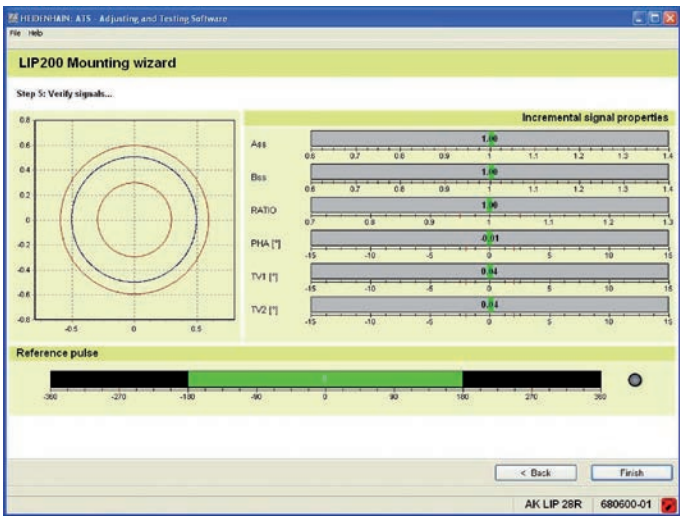 HEIDENHAIN: ATS - Adjusting and Testing Software
File Help
LIP200 Mounting wizard
Step 5: Verify signals...
Incremental signal properties
0.8
0.6
0.4
0.2
0
-0.2
-0.4
-0.6
-0.8
-0.5 0 0.5
Ass 1.00
0.6 0.7 0.8 0.9 1 1.1 1.2 1.3 1.4
Bss 1.00
0.6 0.7 0.8 0.9 1 1.1 1.2 1.3 1.4
RATIO 1.00
0.7 0.8 0.9 1 1.1 1.2 1.3
PHA [°] -0.01
-15 -10 -5 0 5 10 15
TV1 [°] 0.04
-15 -10 -5 0 5 10 15
TV2 [°] 0.04
-15 -10 -5 0 5 10 15
Reference pulse
-360 -270 -180 -90 0 90 180 270 360
< Back Finish
AK LIP 28R 680600-01